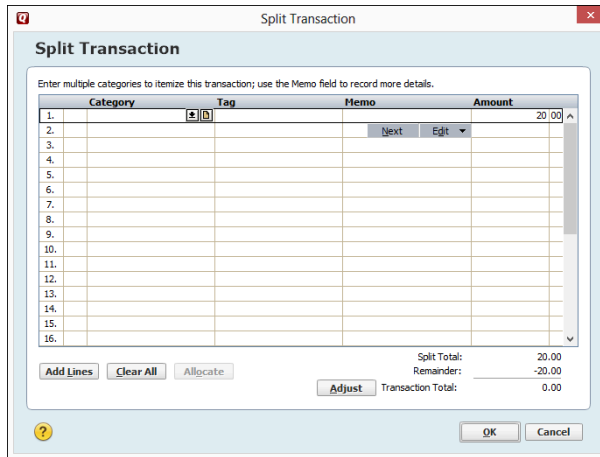 Split Transaction
Split Transaction
Enter multiple categories to itemize this transaction; use the Memo field to record more details.
Category Tag Memo Amount
1. 20 00
2. Next Edit
3.
4.
5.
6.
7.
8.
9.
10.
11.
12.
13.
14.
15.
16.
Split Total: 20.00
Add Lines Clear All Allocate Remainder: -20.00
Adjust Transaction Total: 0.00
? OK Cancel